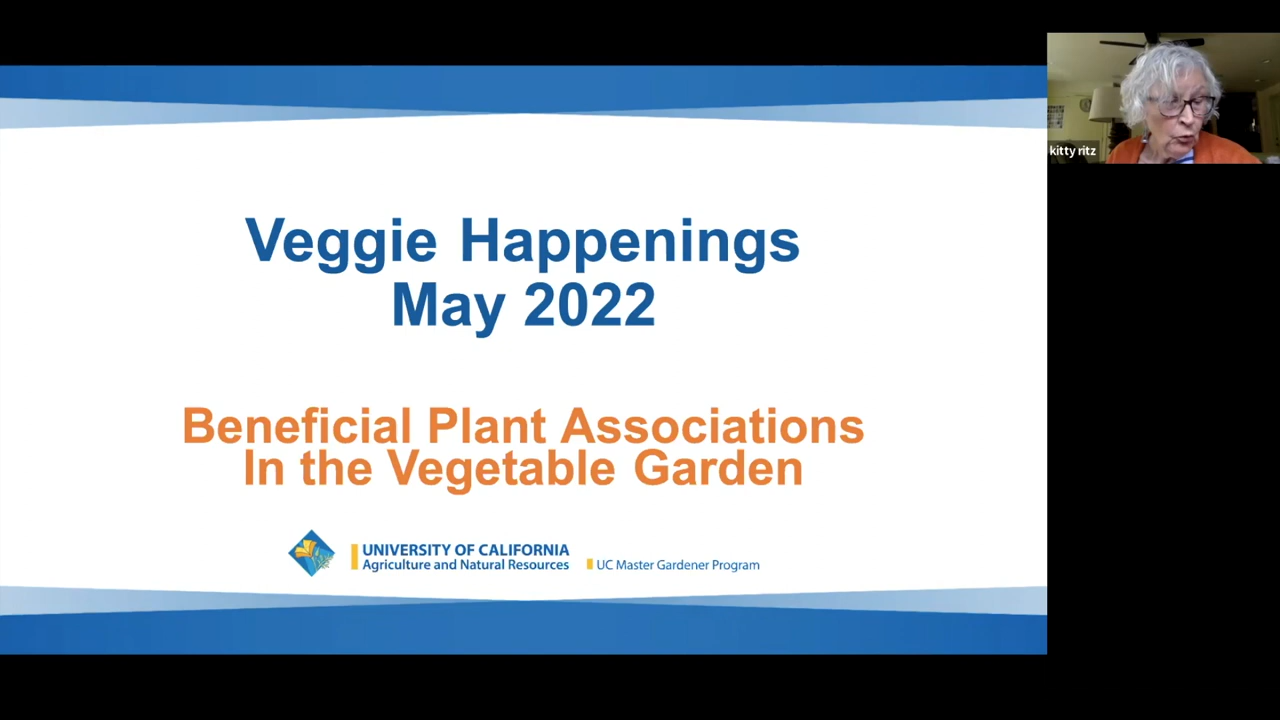 Veggie Happenings
May 2022
Beneficial Plant Associations
In the Vegetable Garden
UNIVERSITY OF CALIFORNIA
Agriculture and Natural Resources
UC Master Gardener Program
kitty ritz